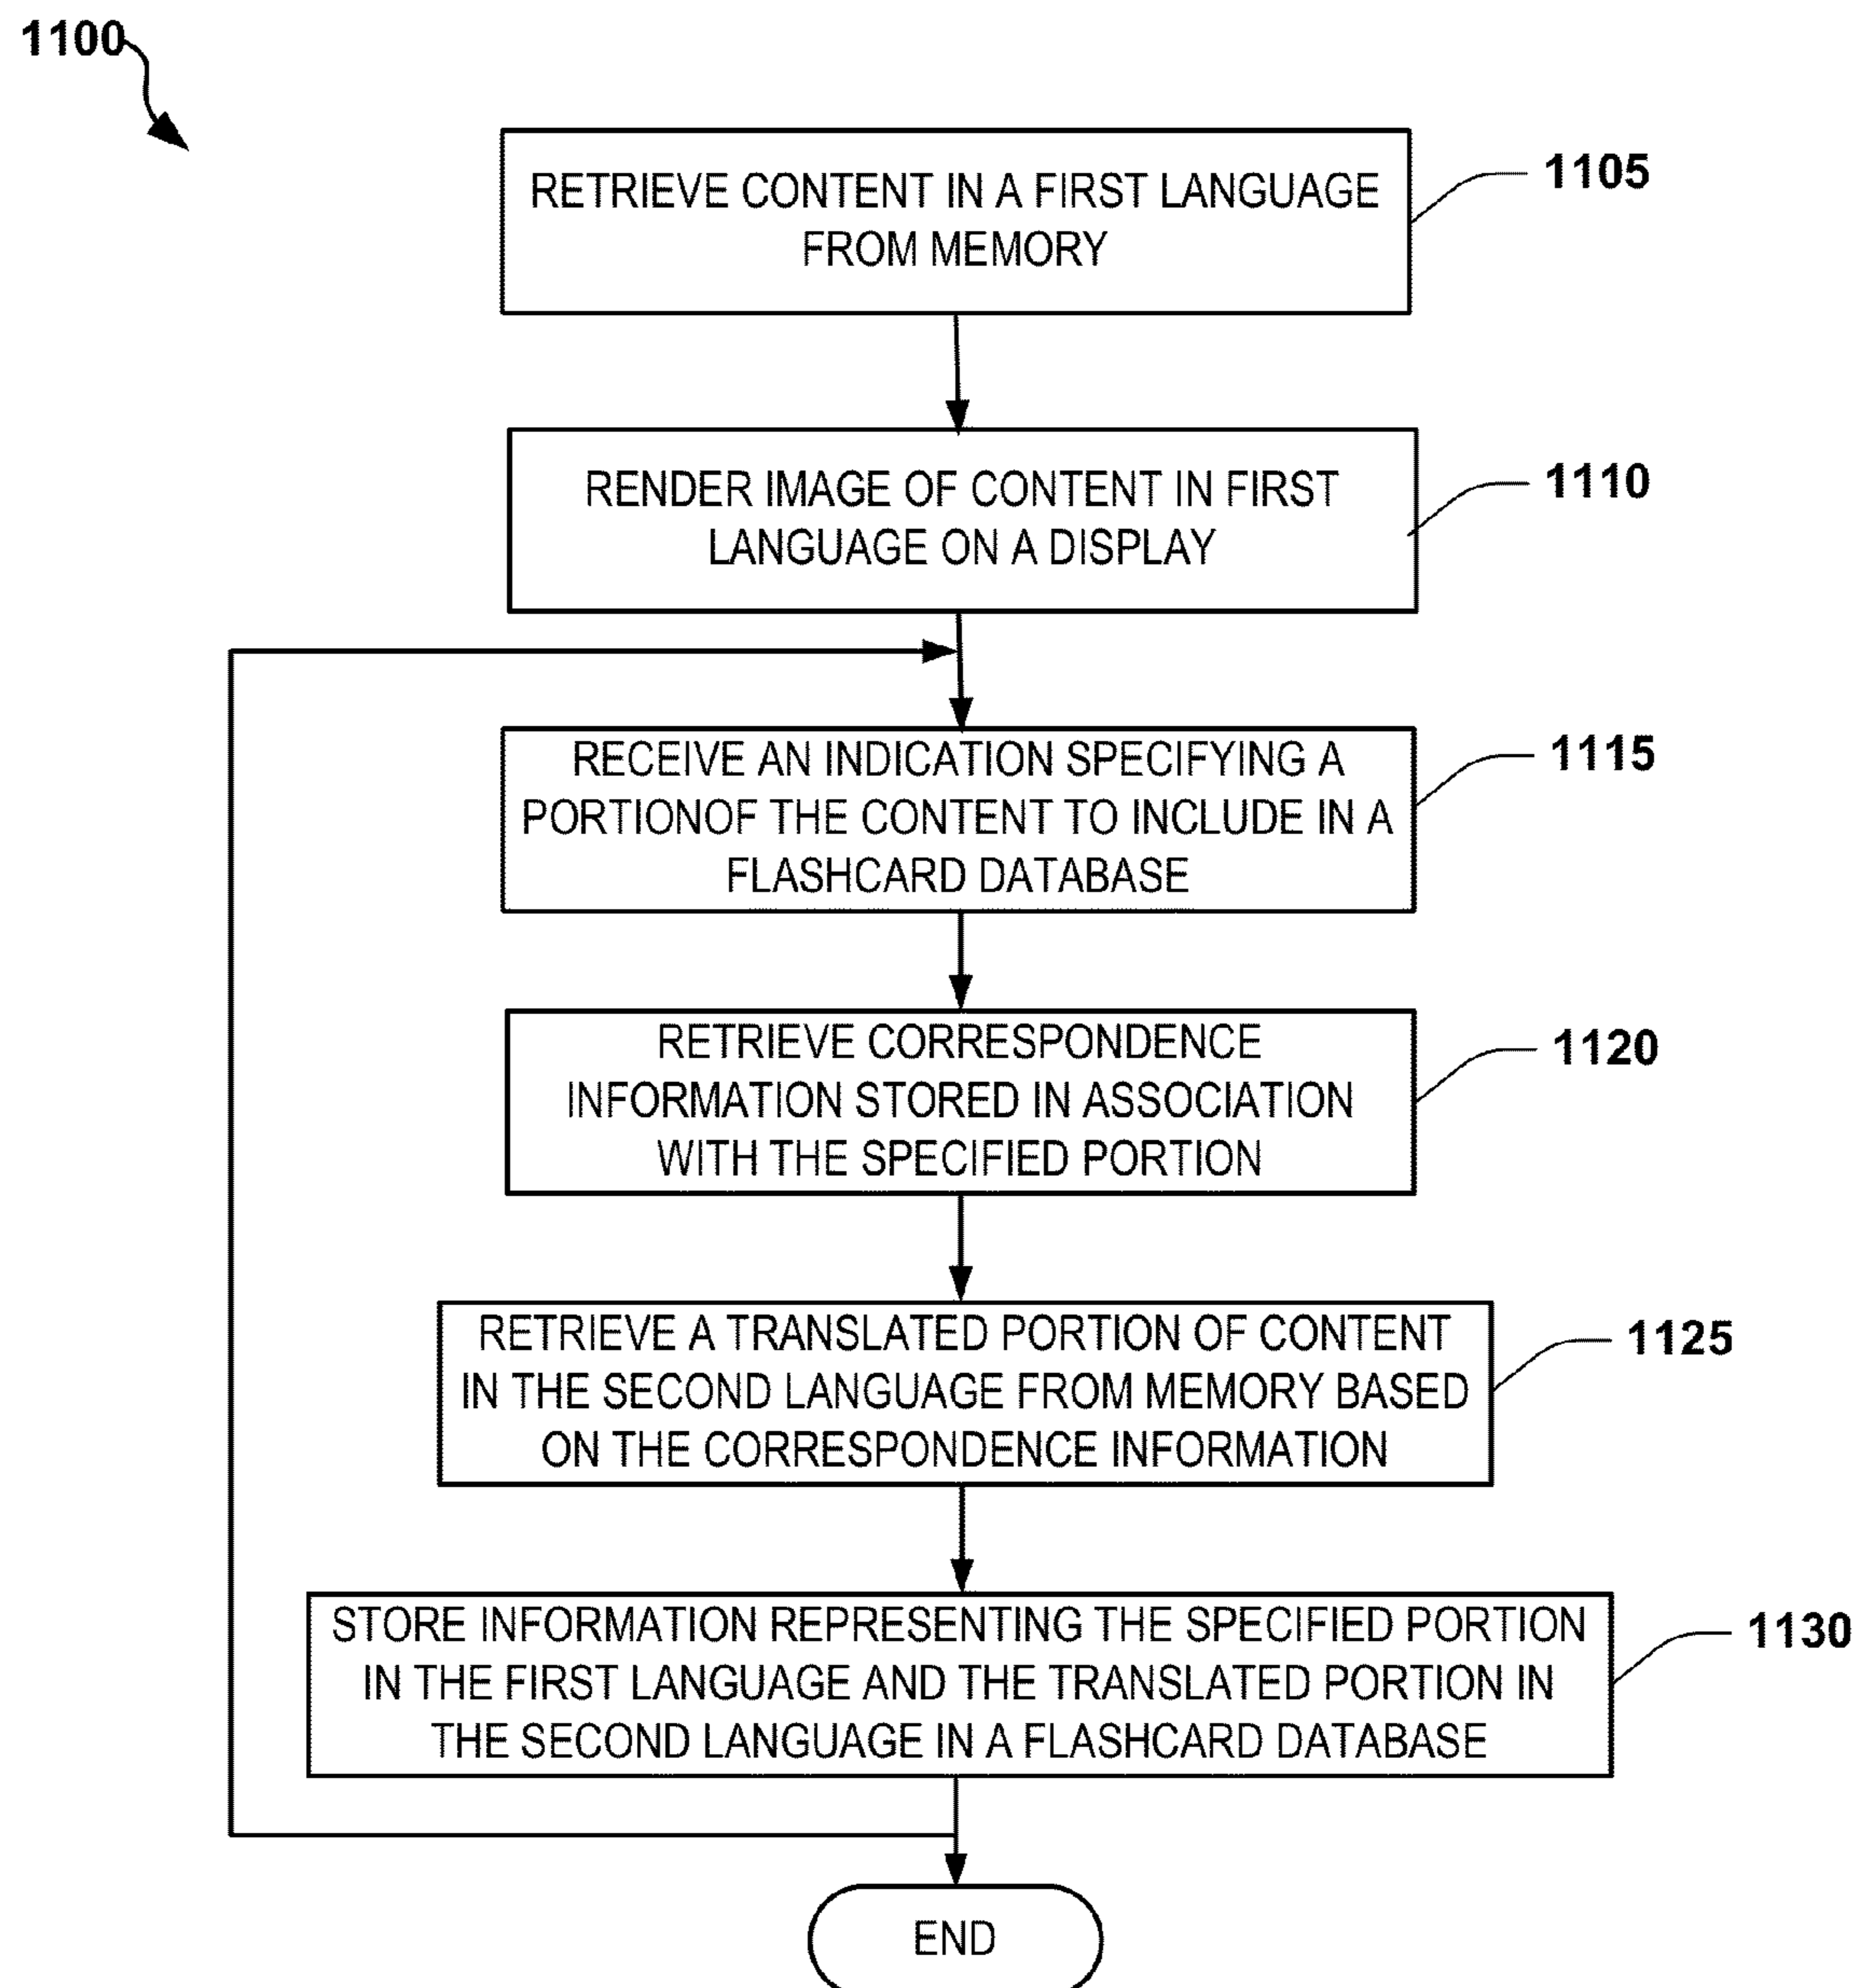 1100
RETRIEVE CONTENT IN A FIRST LANGUAGE
FROM MEMORY
1105
RENDER IMAGE OF CONTENT IN FIRST
LANGUAGE ON A DISPLAY
1110
RECEIVE AN INDICATION SPECIFYING A
PORTIONOF THE CONTENT TO INCLUDE IN A
FLASHCARD DATABASE
1115
RETRIEVE CORRESPONDENCE
INFORMATION STORED IN ASSOCIATION
WITH THE SPECIFIED PORTION
1120
RETRIEVE A TRANSLATED PORTION OF CONTENT
IN THE SECOND LANGUAGE FROM MEMORY BASED
ON THE CORRESPONDENCE INFORMATION
1125
STORE INFORMATION REPRESENTING THE SPECIFIED PORTION
IN THE FIRST LANGUAGE AND THE TRANSLATED PORTION IN
THE SECOND LANGUAGE IN A FLASHCARD DATABASE
1130
END